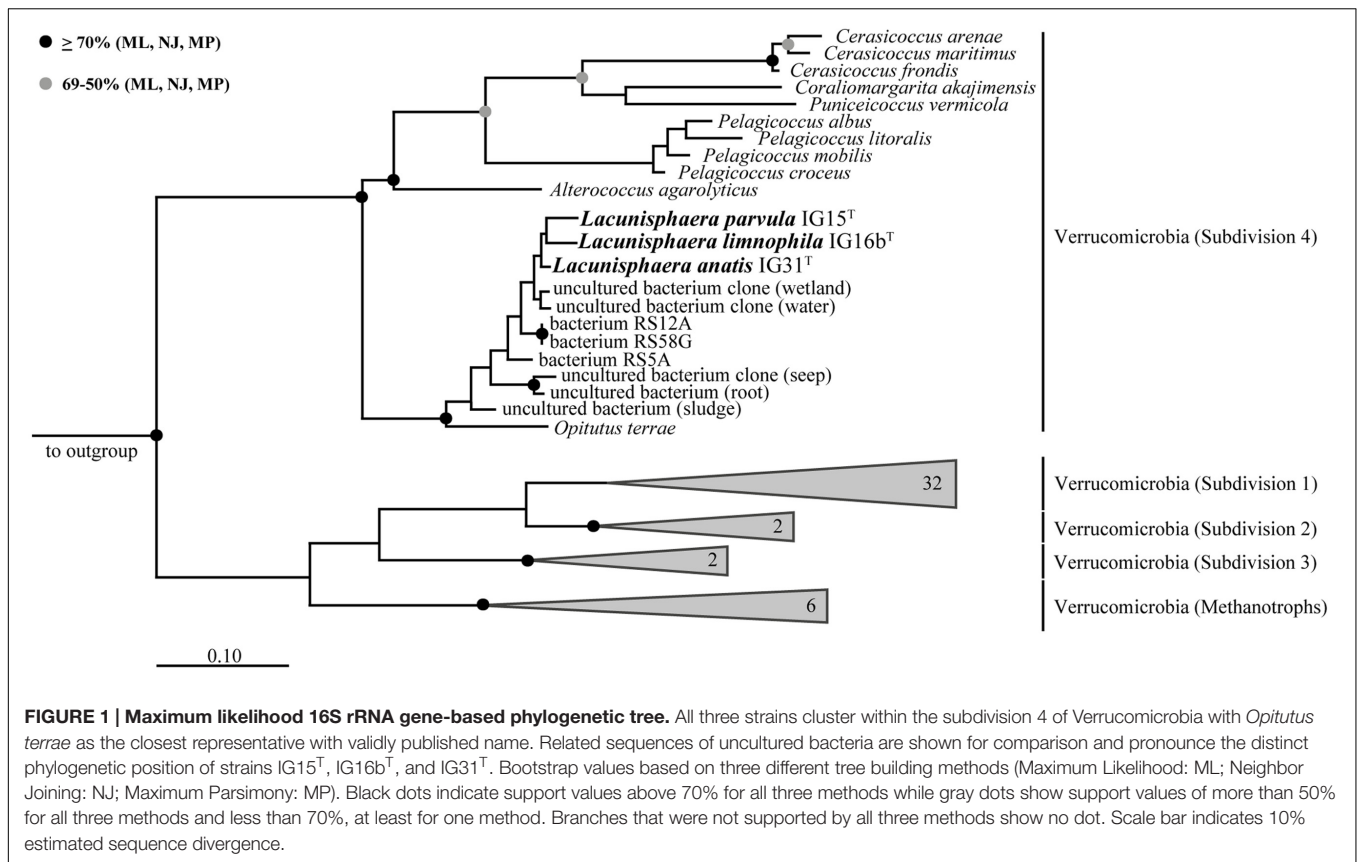 ≥ 70% (ML, NJ, MP)
69-50% (ML, NJ, MP)
Cerasicoccus arenae
Cerasicoccus maritimus
Cerasicoccus frondis
Coraliomargarita akajimensis
Puniceicoccus vermicola
Pelagicoccus albus
Pelagicoccus litoralis
Pelagicoccus mobilis
Pelagicoccus croceus
Alterococcus agarolyticus
Lacunisphaera parvula IG15ᵀ
Lacunisphaera limnophila IG16bᵀ
Lacunisphaera anatis IG31ᵀ
uncultured bacterium clone (wetland)
uncultured bacterium clone (water)
bacterium RS12A
bacterium RS58G
bacterium RS5A
uncultured bacterium clone (seep)
uncultured bacterium (root)
uncultured bacterium (sludge)
Opitutus terrae
Verrucomicrobia (Subdivision 4)
to outgroup
32
Verrucomicrobia (Subdivision 1)
2
Verrucomicrobia (Subdivision 2)
2
Verrucomicrobia (Subdivision 3)
6
Verrucomicrobia (Methanotrophs)
0.10
FIGURE 1 | Maximum likelihood 16S rRNA gene-based phylogenetic tree. All three strains cluster within the subdivision 4 of Verrucomicrobia with Opitutus
terrae as the closest representative with validly published name. Related sequences of uncultured bacteria are shown for comparison and pronounce the distinct
phylogenetic position of strains IG15ᵀ, IG16bᵀ, and IG31ᵀ. Bootstrap values based on three different tree building methods (Maximum Likelihood: ML; Neighbor
Joining: NJ; Maximum Parsimony: MP). Black dots indicate support values above 70% for all three methods while gray dots show support values of more than 50%
for all three methods and less than 70%, at least for one method. Branches that were not supported by all three methods show no dot. Scale bar indicates 10%
estimated sequence divergence.